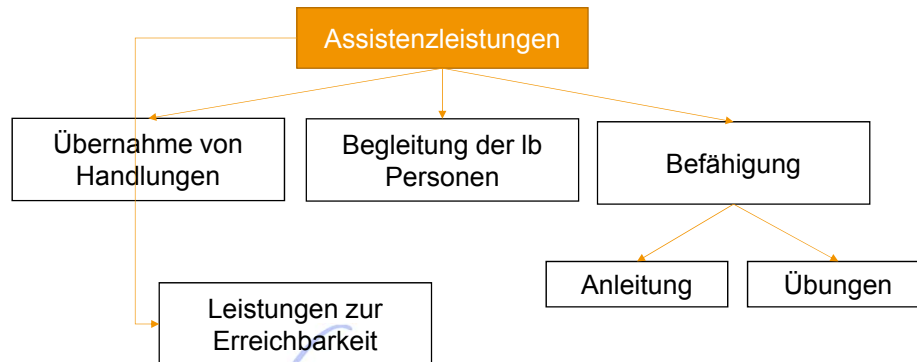 Assistenzleistungen
Übernahme von
Handlungen
Begleitung der lb
Personen
Befähigung
Anleitung
Übungen
Leistungen zur
Erreichbarkeit